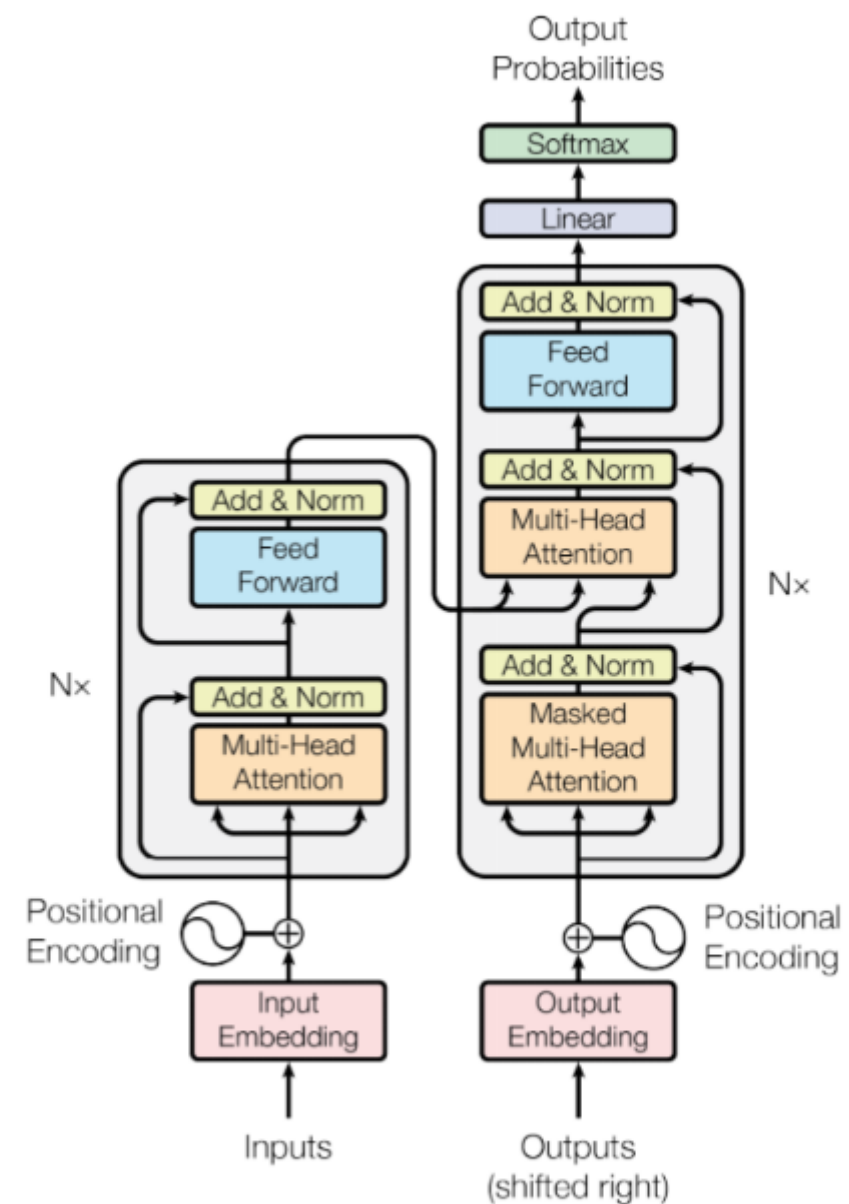 Output
Probabilities
Softmax
Linear
Add & Norm
Feed
Forward
Add & Norm
Multi-Head
Attention
Nx
Add & Norm
Masked
Multi-Head
Attention
Add & Norm
Feed
Forward
Nx
Add & Norm
Multi-Head
Attention
Positional
Encoding
Positional
Encoding
Input
Embedding
Output
Embedding
Inputs
Outputs
(shifted right)